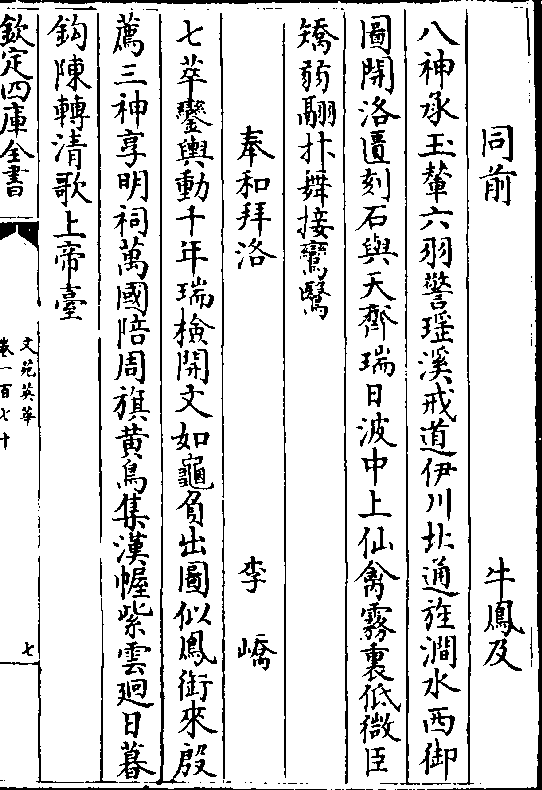 同前 牛鳳及
八神承玉輦六羽警瑶溪戒道伊川北通旌澗水西御
圖開洛匱刻石與天齊瑞日波中上仙禽霧裏低微臣
矯弱翮抃舞接鸞鷖
奉和拜洛 李嶠
七萃鑾輿動千年瑞檢開文如龜負出圖似鳳銜來殷
薦三神享明祠萬國陪周旗黄鳥集漢幄紫雲廻日暮
鈎陳轉清歌上帝臺
欽定四庫全書
文苑英華
卷一百七十
七